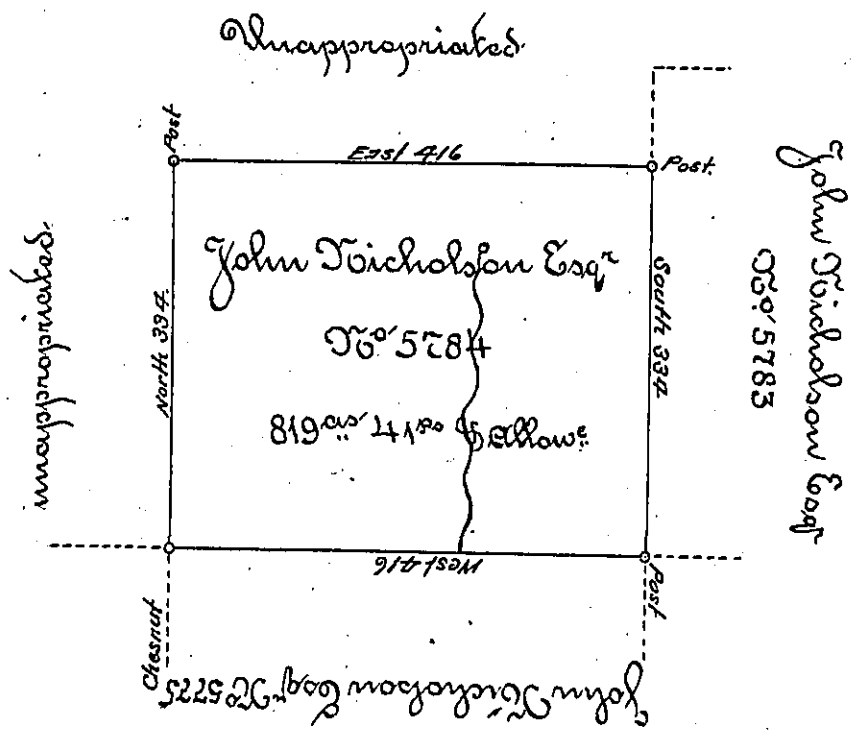 Unappropriated.
Post
East 416
Post.
John Nicholson Esqr
No. 5783
unappropriated.
North 334.
South 334
John Nicholson Esqr
No. 5784
819 as. 41 ps & Allowe.
West 416
Post
Chesnut
John Nicholson Esqr No. 5775